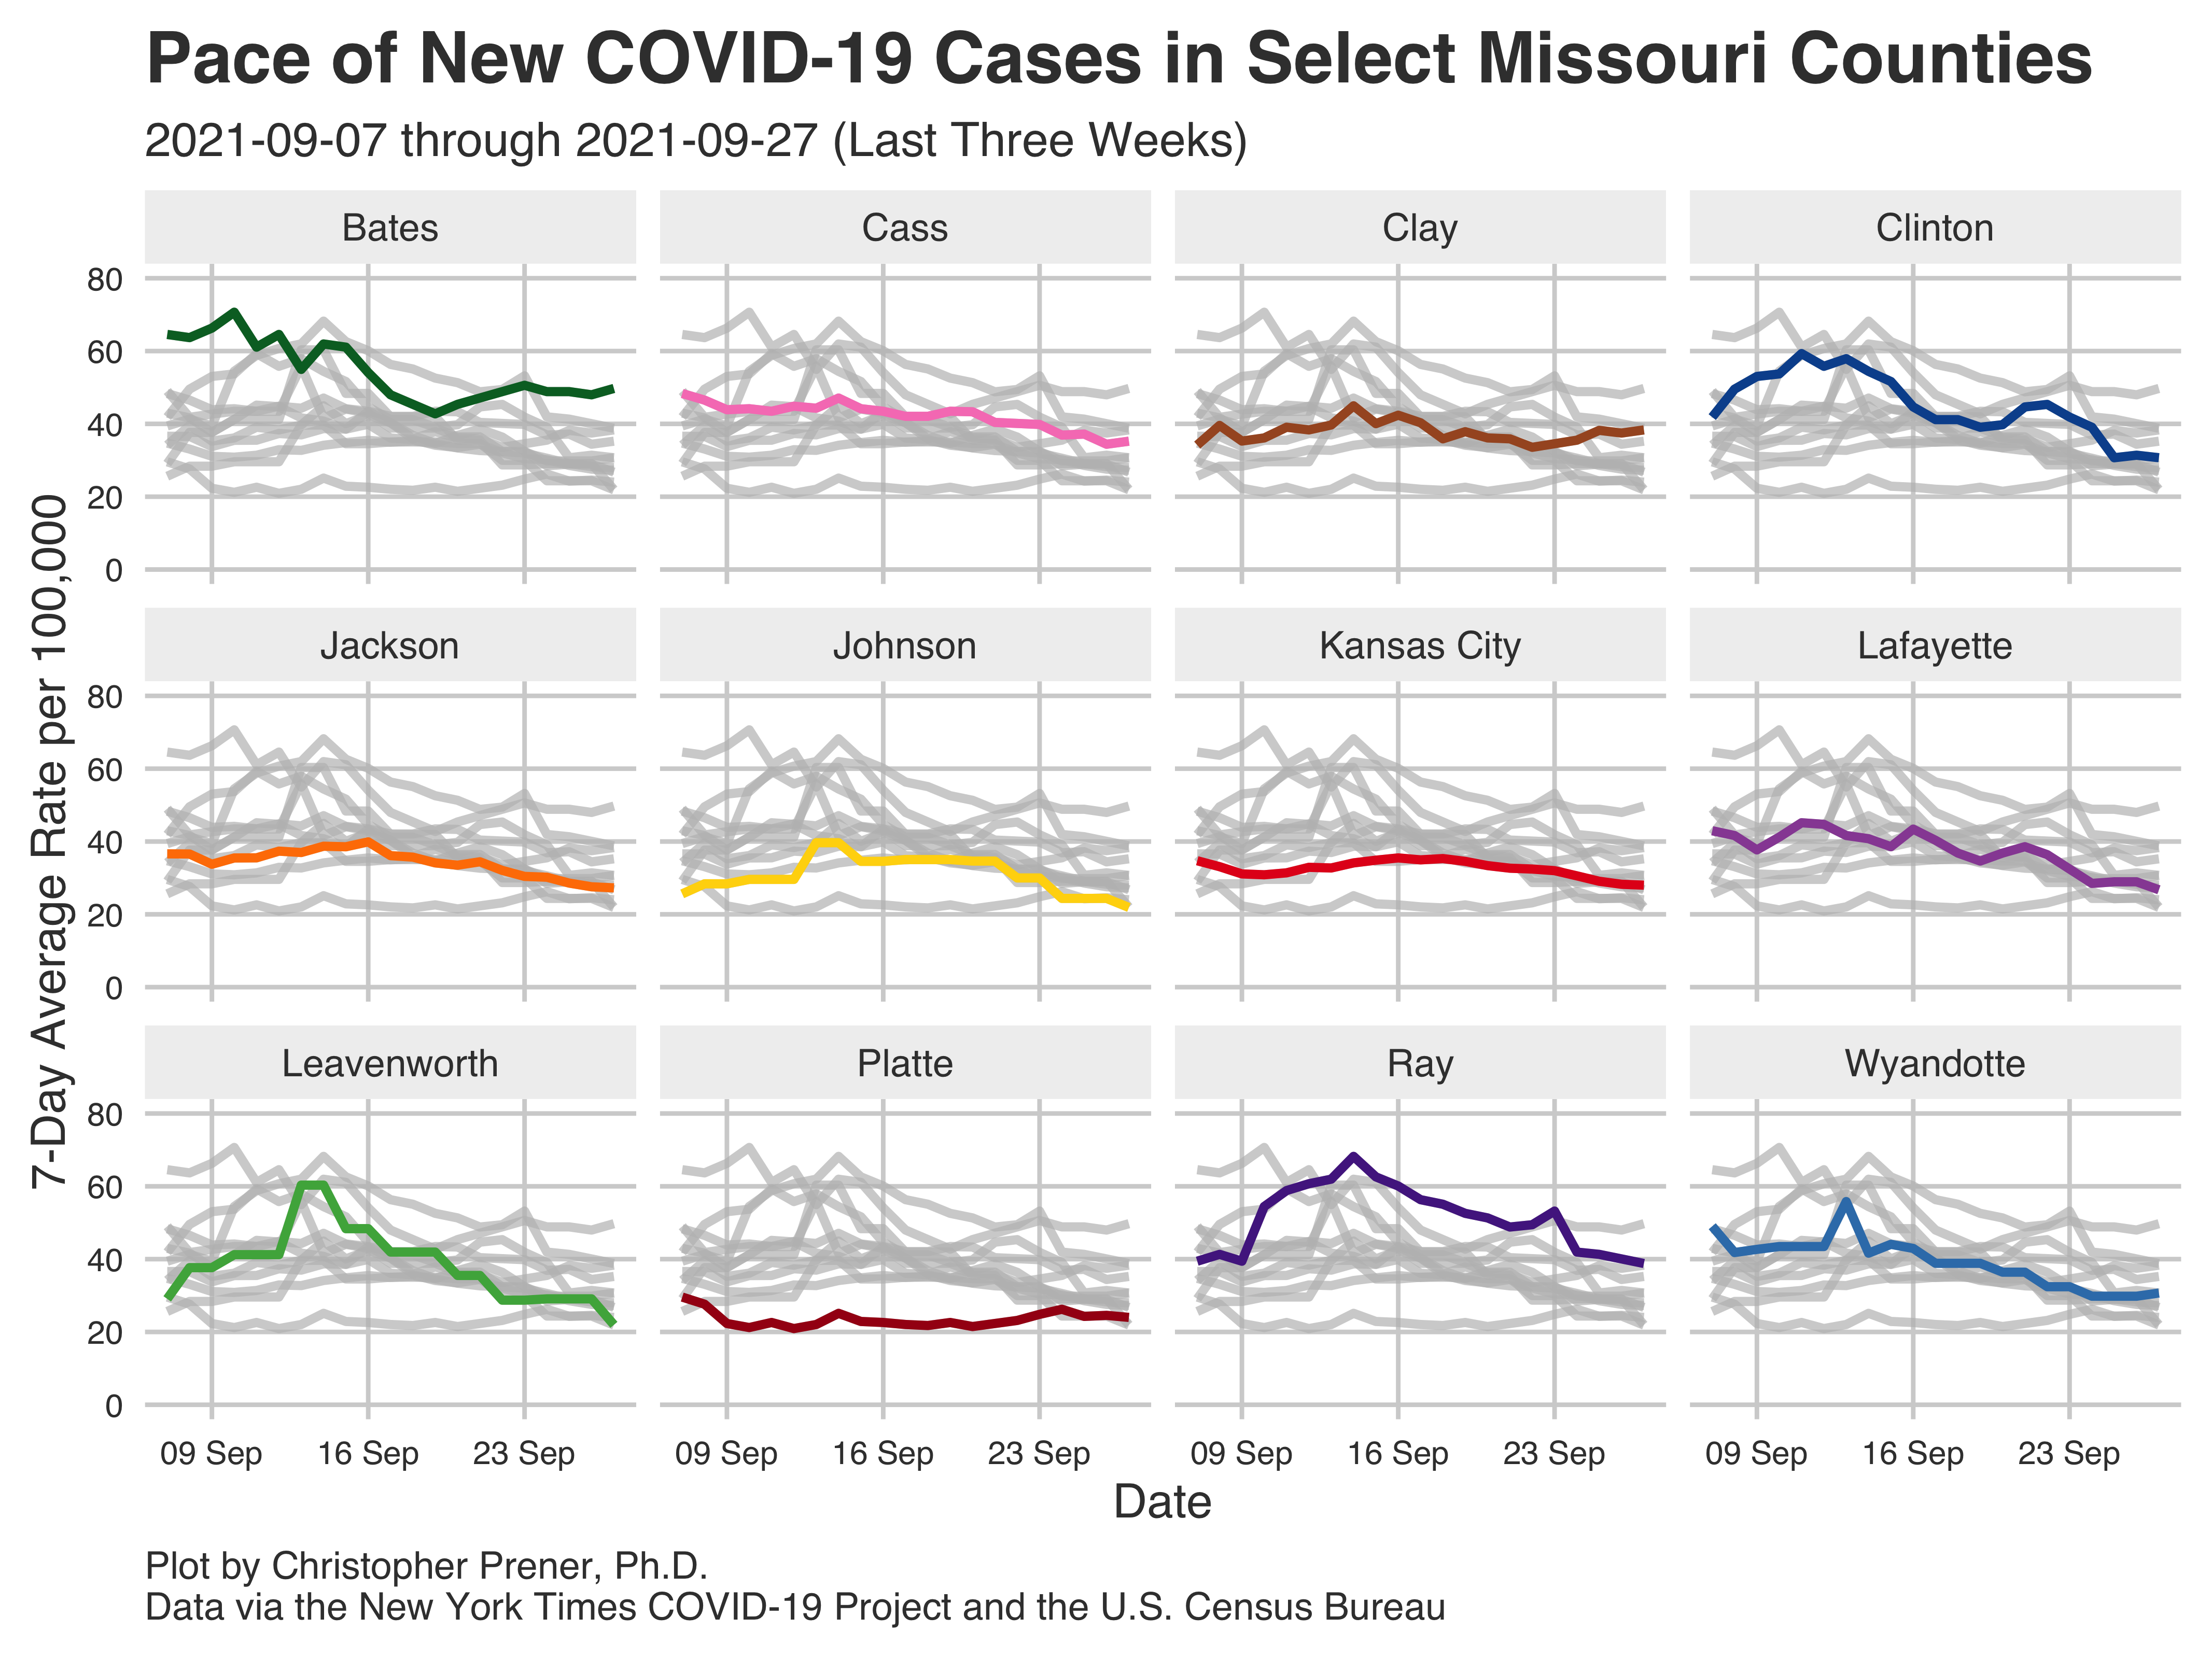 Pace of New COVID-19 Cases in Select Missouri Counties
2021-09-07 through 2021-09-27 (Last Three Weeks)
7-Day Average Rate per 100,000
Bates
Cass
Clay
Clinton
80
60
40
20
0
Jackson
Johnson
Kansas City
Lafayette
80
60
40
20
0
Leavenworth
Platte
Ray
Wyandotte
80
60
40
20
0
09 Sep 16 Sep 23 Sep
09 Sep 16 Sep 23 Sep
09 Sep 16 Sep 23 Sep
09 Sep 16 Sep 23 Sep
Date
Plot by Christopher Prener, Ph.D.
Data via the New York Times COVID-19 Project and the U.S. Census Bureau